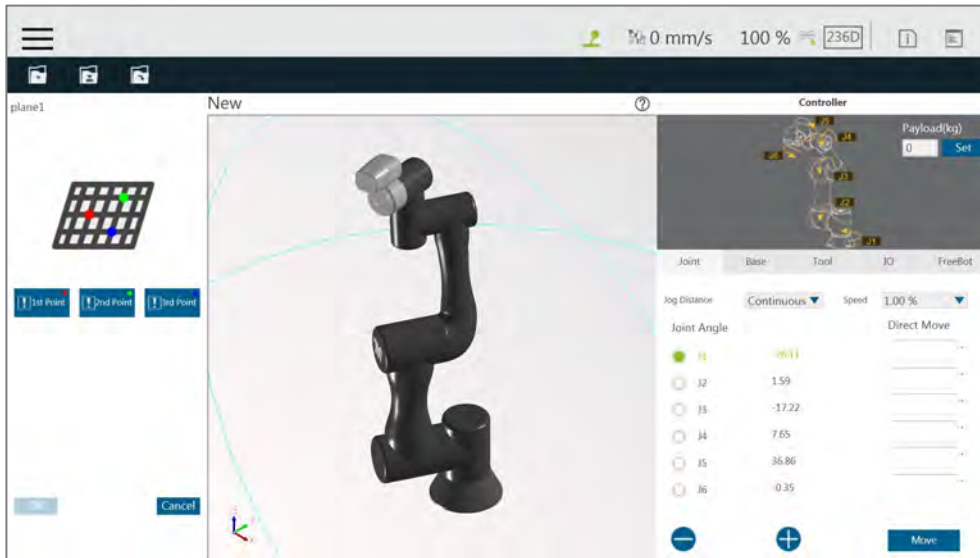 0 mm/s 100 % 236D
plane1 New Controller
J5
J4
J6
J3
J2
J1
Payload(kg)
0 Set
Joint Base Tool IO FreeBot
1st Point 2nd Point 3rd Point
Jog Distance Continuous Speed 1.00 %
Joint Angle Direct Move
J1
J2 1.59
J3 -17.22
J4 7.65
J5 36.86
J6 0.35
Cancel
Move